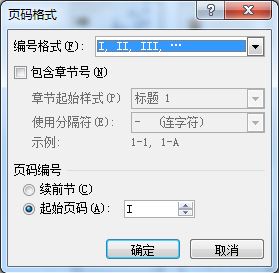 页码格式
编号格式(F): I, II, III, …
包含章节号(N)
章节起始样式(P) 标题 1
使用分隔符(E): - (连字符)
示例: 1-1, 1-A
页码编号
续前节(C)
起始页码(A): I
确定 取消